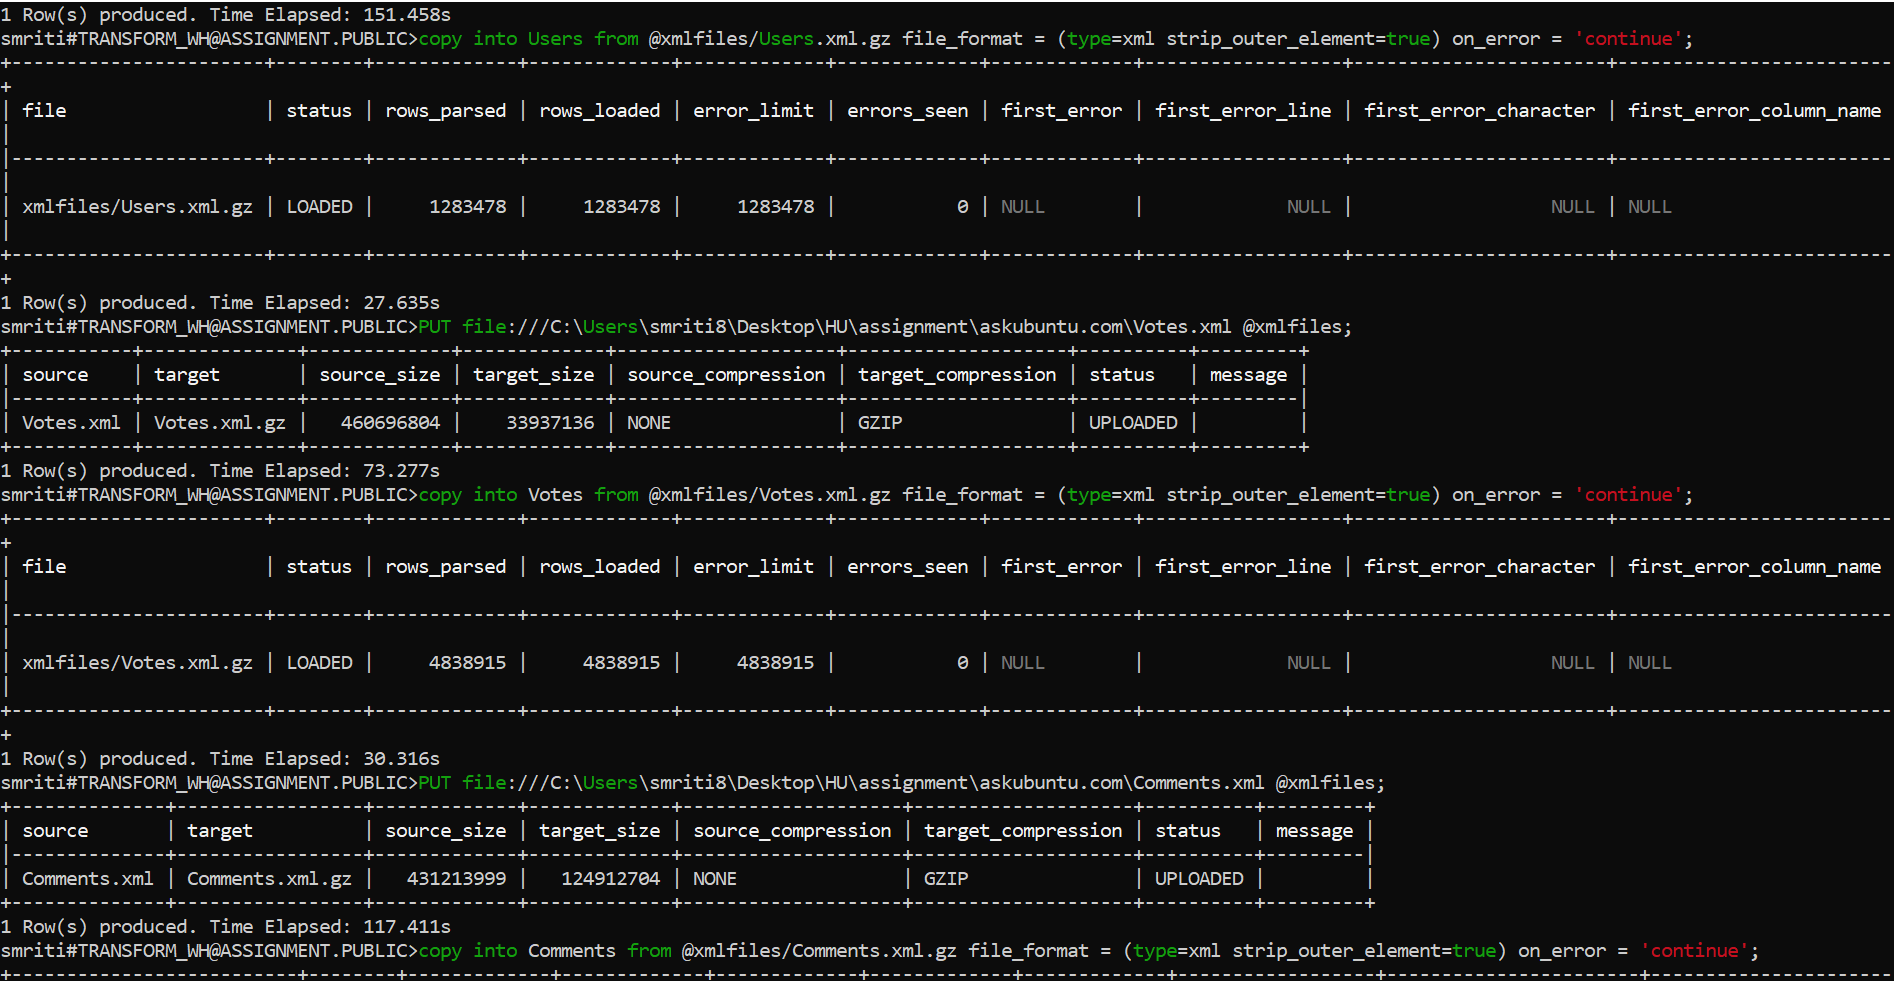 1 Row(s) produced. Time Elapsed: 151.458s
smriti#TRANSFORM_WH@ASSIGNMENT.PUBLIC>copy into Users from @xmlfiles/Users.xml.gz file_format = (type=xml strip_outer_element=true) on_error = 'continue';
+-----------------------+--------+-------------+-------------+-------------+-------------+-------------+------------------+-----------------------+-------------------------
+
| file                  | status | rows_parsed | rows_loaded | error_limit | errors_seen | first_error | first_error_line | first_error_character | first_error_column_name
|
|-----------------------+--------+-------------+-------------+-------------+-------------+-------------+------------------+-----------------------+-------------------------
|
| xmlfiles/Users.xml.gz | LOADED |     1283478 |     1283478 |     1283478 |           0 | NULL        |             NULL |                  NULL | NULL
|
+-----------------------+--------+-------------+-------------+-------------+-------------+-------------+------------------+-----------------------+-------------------------
+
1 Row(s) produced. Time Elapsed: 27.635s
smriti#TRANSFORM_WH@ASSIGNMENT.PUBLIC>PUT file:///C:\Users\smriti8\Desktop\HU\assignment\askubuntu.com\Votes.xml @xmlfiles;
+-----------+--------------+-------------+-------------+--------------------+--------------------+----------+---------+
| source    | target       | source_size | target_size | source_compression | target_compression | status   | message |
|-----------+--------------+-------------+-------------+--------------------+--------------------+----------+---------|
| Votes.xml | Votes.xml.gz |   460696804 |    33937136 | NONE               | GZIP               | UPLOADED |         |
+-----------+--------------+-------------+-------------+--------------------+--------------------+----------+---------+
1 Row(s) produced. Time Elapsed: 73.277s
smriti#TRANSFORM_WH@ASSIGNMENT.PUBLIC>copy into Votes from @xmlfiles/Votes.xml.gz file_format = (type=xml strip_outer_element=true) on_error = 'continue';
+-----------------------+--------+-------------+-------------+-------------+-------------+-------------+------------------+-----------------------+-------------------------
+
| file                  | status | rows_parsed | rows_loaded | error_limit | errors_seen | first_error | first_error_line | first_error_character | first_error_column_name
|
|-----------------------+--------+-------------+-------------+-------------+-------------+-------------+------------------+-----------------------+-------------------------
|
| xmlfiles/Votes.xml.gz | LOADED |     4838915 |     4838915 |     4838915 |           0 | NULL        |             NULL |                  NULL | NULL
|
+-----------------------+--------+-------------+-------------+-------------+-------------+-------------+------------------+-----------------------+-------------------------
+
1 Row(s) produced. Time Elapsed: 30.316s
smriti#TRANSFORM_WH@ASSIGNMENT.PUBLIC>PUT file:///C:\Users\smriti8\Desktop\HU\assignment\askubuntu.com\Comments.xml @xmlfiles;
+--------------+-----------------+-------------+-------------+--------------------+--------------------+----------+---------+
| source       | target          | source_size | target_size | source_compression | target_compression | status   | message |
|--------------+-----------------+-------------+-------------+--------------------+--------------------+----------+---------|
| Comments.xml | Comments.xml.gz |   431213999 |   124912704 | NONE               | GZIP               | UPLOADED |         |
+--------------+-----------------+-------------+-------------+--------------------+--------------------+----------+---------+
1 Row(s) produced. Time Elapsed: 117.411s
smriti#TRANSFORM_WH@ASSIGNMENT.PUBLIC>copy into Comments from @xmlfiles/Comments.xml.gz file_format = (type=xml strip_outer_element=true) on_error = 'continue';
+--------------------------+--------+-------------+-------------+-------------+-------------+-------------+------------------+-----------------------+----------------------